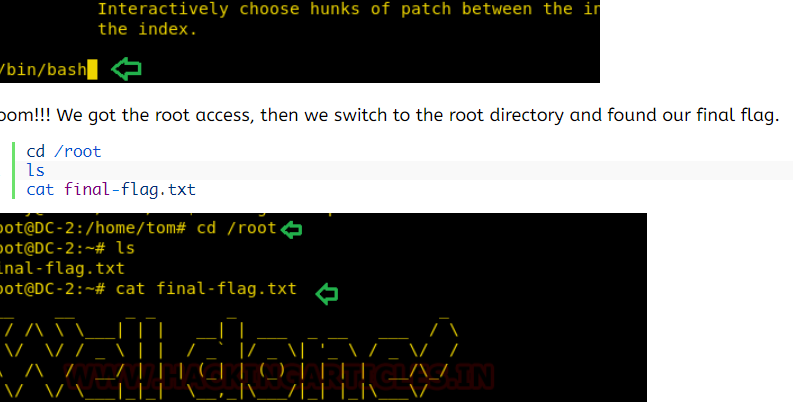 Interactively choose hunks of patch between the in
the index.
/bin/bash
oom!!! We got the root access, then we switch to the root directory and found our final flag.
cd /root
ls
cat final-flag.txt
oot@DC-2:/home/tom# cd /root
oot@DC-2:~# ls
inal-flag.txt
oot@DC-2:~# cat final-flag.txt
Well done!